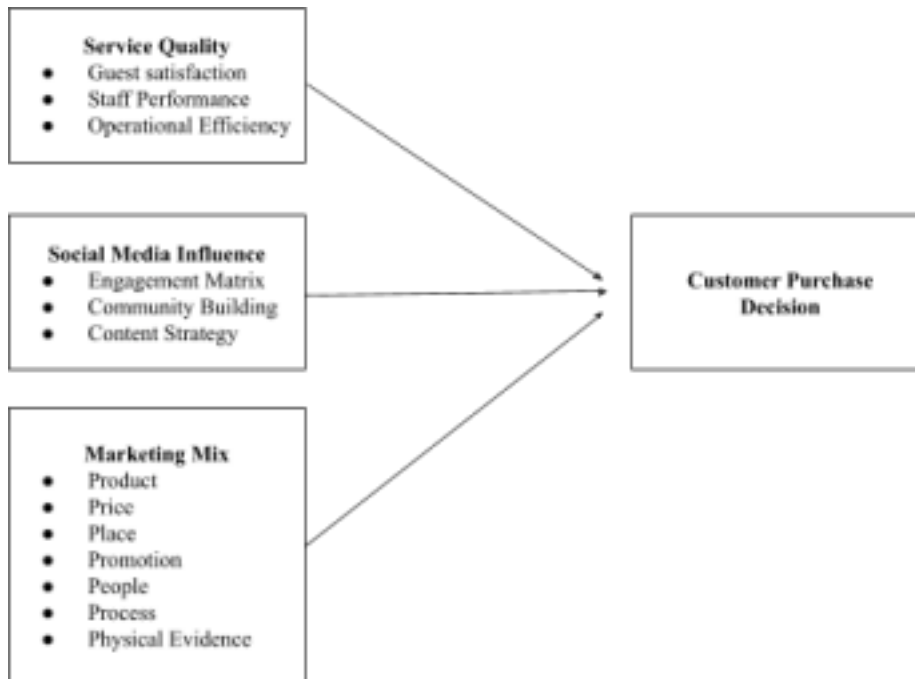 Service Quality
● Guest satisfaction
● Staff Performance
● Operational Efficiency
Social Media Influence
● Engagement Matrix
● Community Building
● Content Strategy
Marketing Mix
● Product
● Price
● Place
● Promotion
● People
● Process
● Physical Evidence
Customer Purchase
Decision